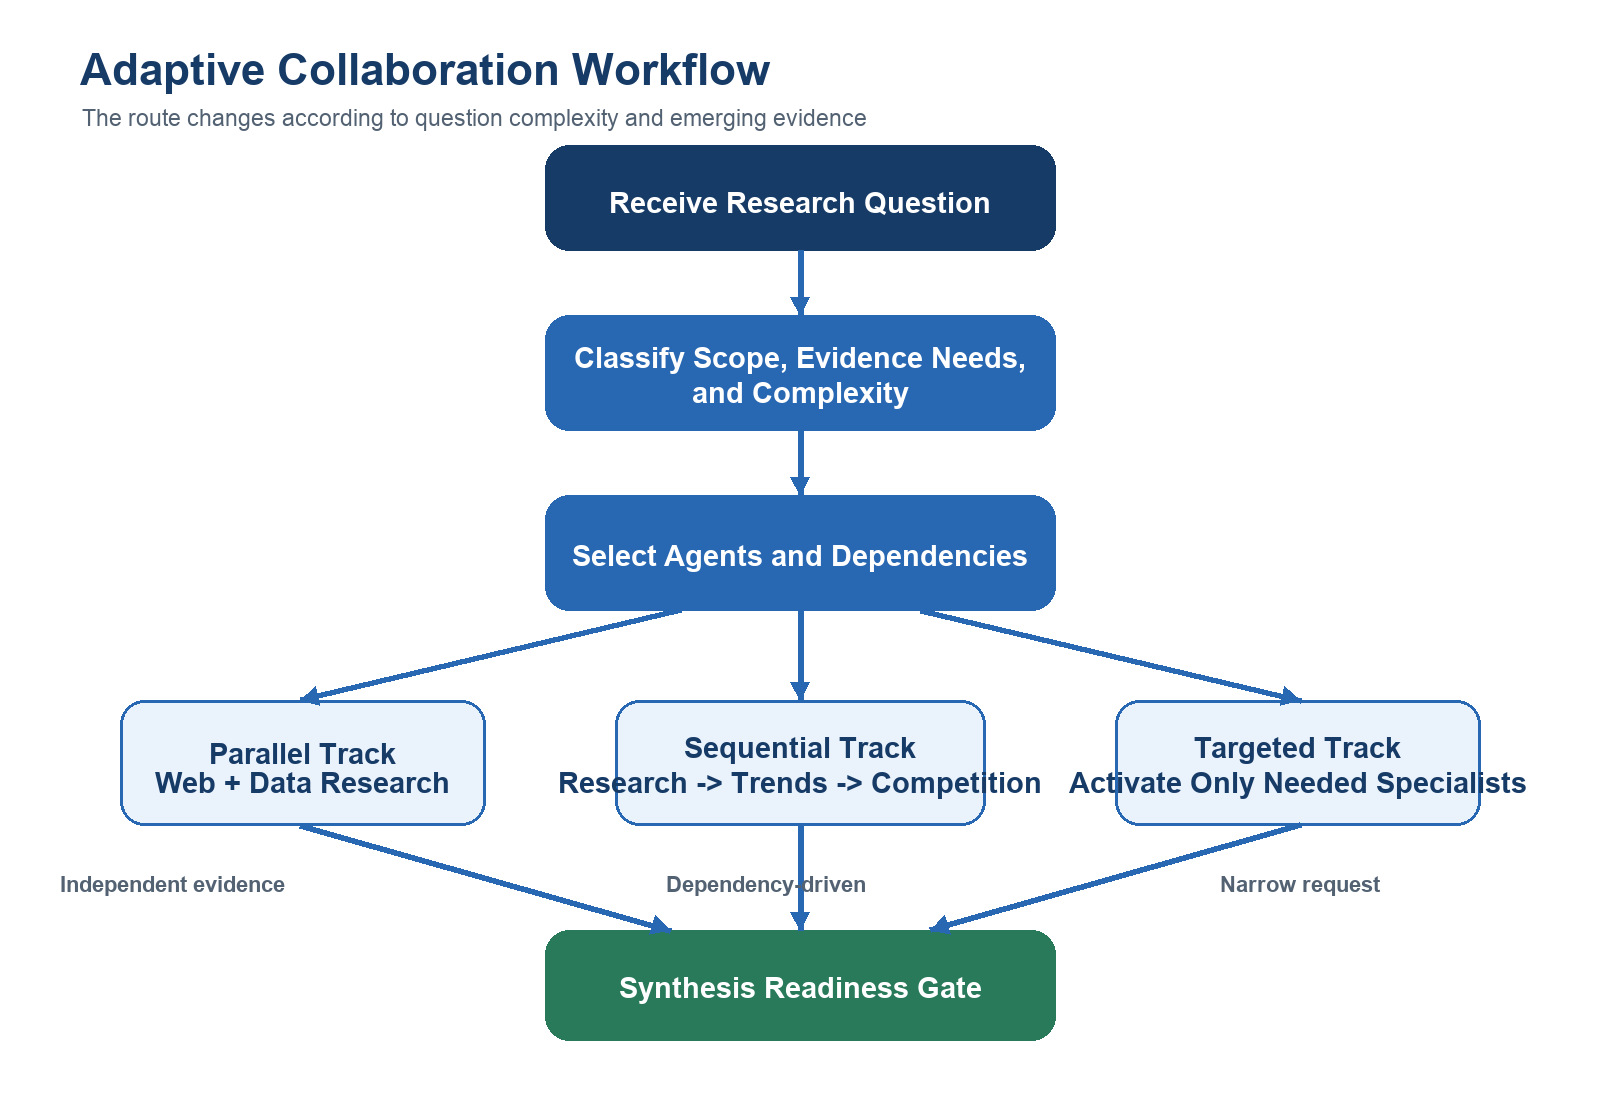 Adaptive Collaboration Workflow
The route changes according to question complexity and emerging evidence
Receive Research Question
Classify Scope, Evidence Needs,
and Complexity
Select Agents and Dependencies
Parallel Track
Web + Data Research
Sequential Track
Research -> Trends -> Competition
Targeted Track
Activate Only Needed Specialists
Independent evidence
Dependency-driven
Narrow request
Synthesis Readiness Gate